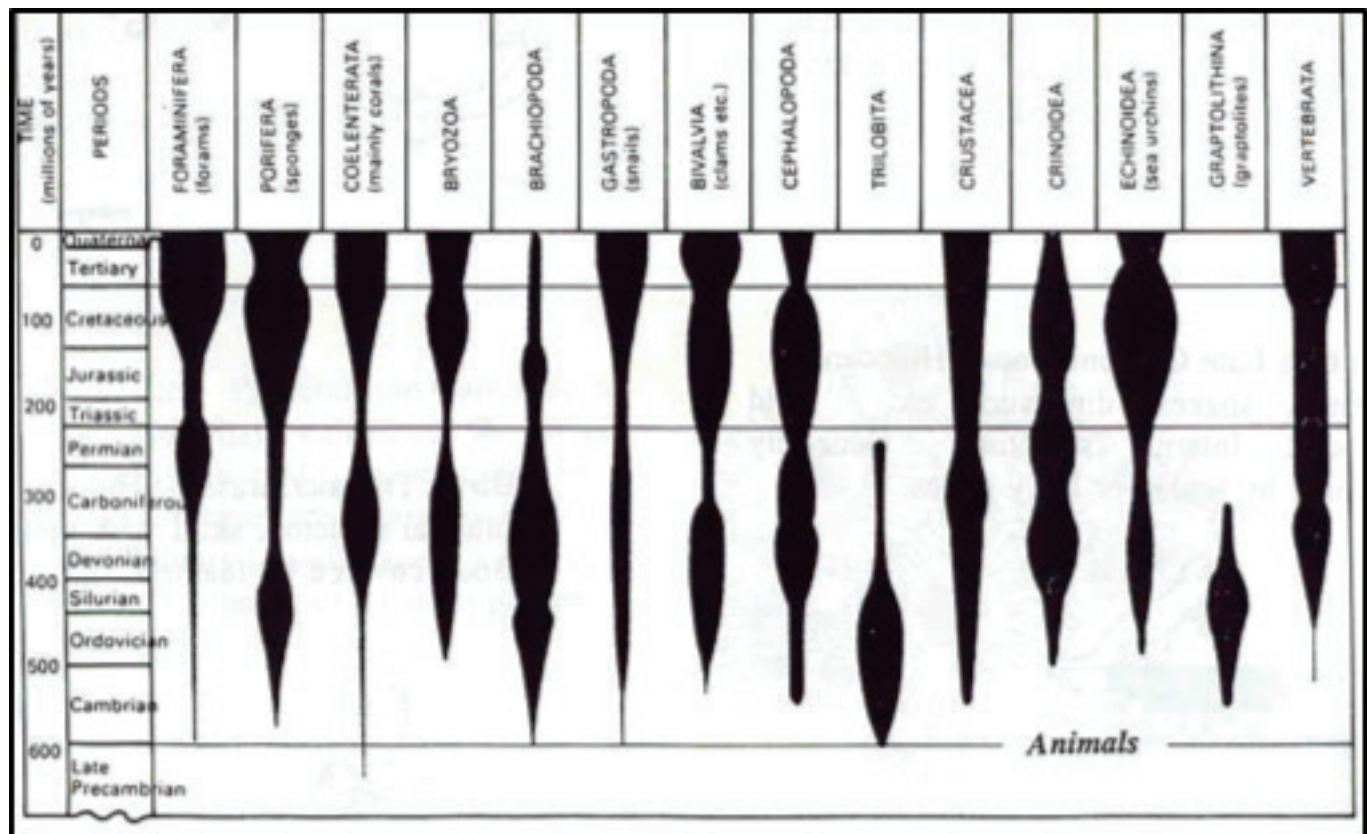 TIME
(millions of years)
PERIODS
FORAMINIFERA
(forams)
PORIFERA
(sponges)
COELENTERATA
(mainly corals)
BRYOZOA
BRACHIOPODA
GASTROPODA
(snails)
BIVALVIA
(clams etc.)
CEPHALOPODA
TRILOBITA
CRUSTACEA
CRINOIDEA
ECHINOIDEA
(sea urchins)
GRAPTOLITHINA
(graptolites)
VERTEBRATA
0
Quaterna
Tertiary
100
Cretaceous
Jurassic
200
Triassic
Permian
300
Carboniferou
Devonian
400
Silurian
Ordovician
500
Cambrian
600
Animals
Late
Precambrian